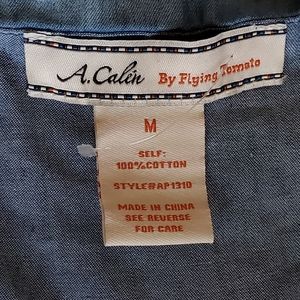 A.Calin By Flying Tomato
M
SELF:
100%COTTON
STYLE#AP1310
MADE IN CHINA
SEE REVERSE
FOR CARE